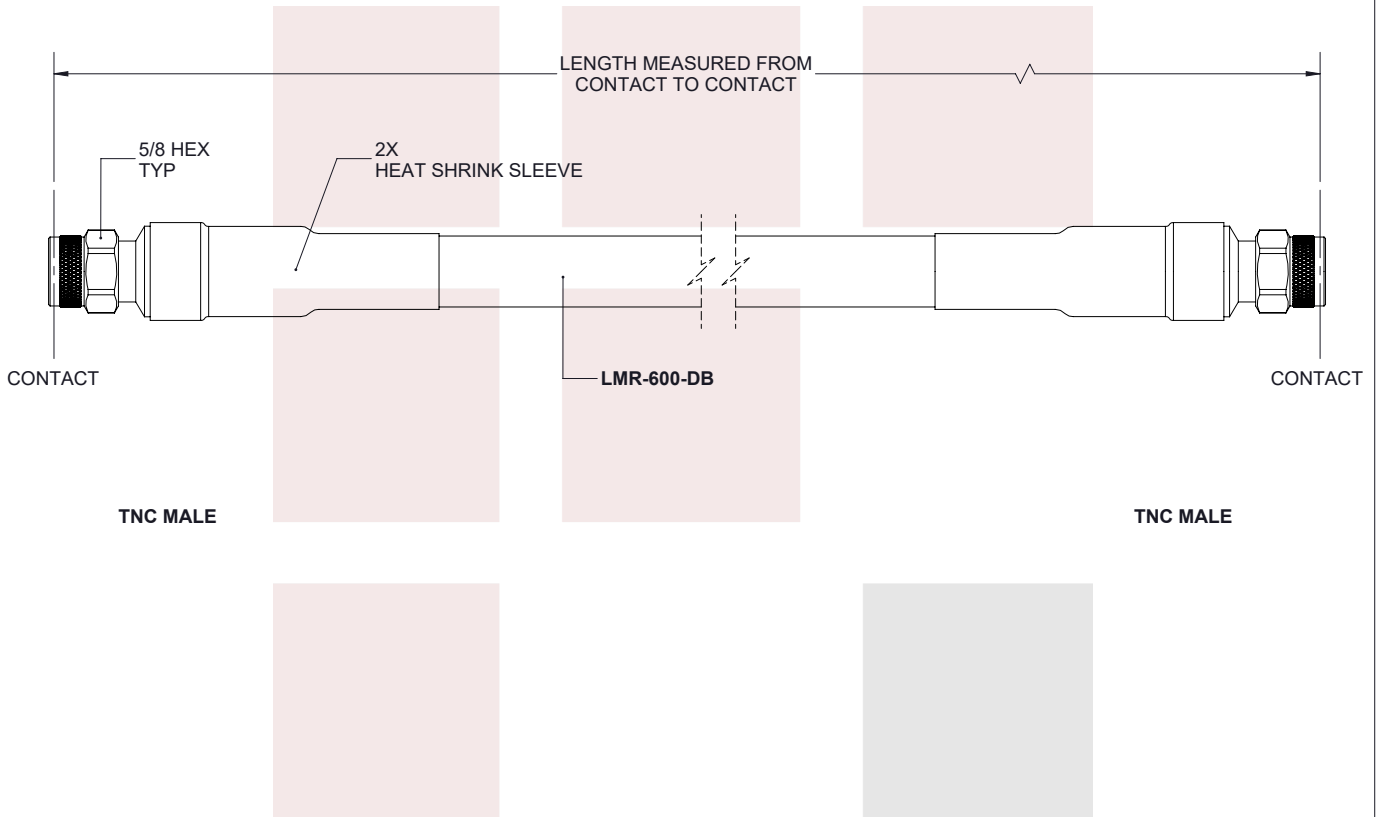 LENGTH MEASURED FROM
CONTACT TO CONTACT
5/8 HEX
TYP
2X
HEAT SHRINK SLEEVE
CONTACT
LMR-600-DB
CONTACT
TNC MALE
TNC MALE